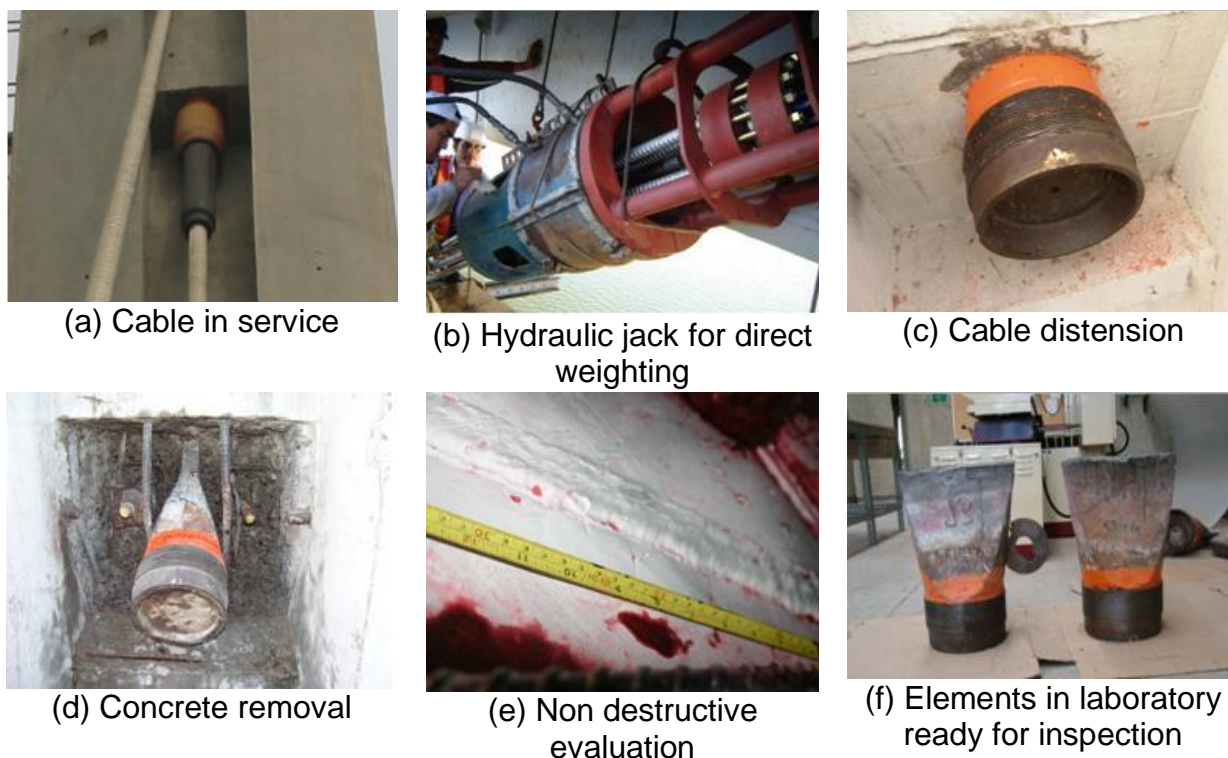 (a) Cable in service
(b) Hydraulic jack for direct
weighting
(c) Cable distension
(d) Concrete removal
(e) Non destructive
evaluation
(f) Elements in laboratory
ready for inspection